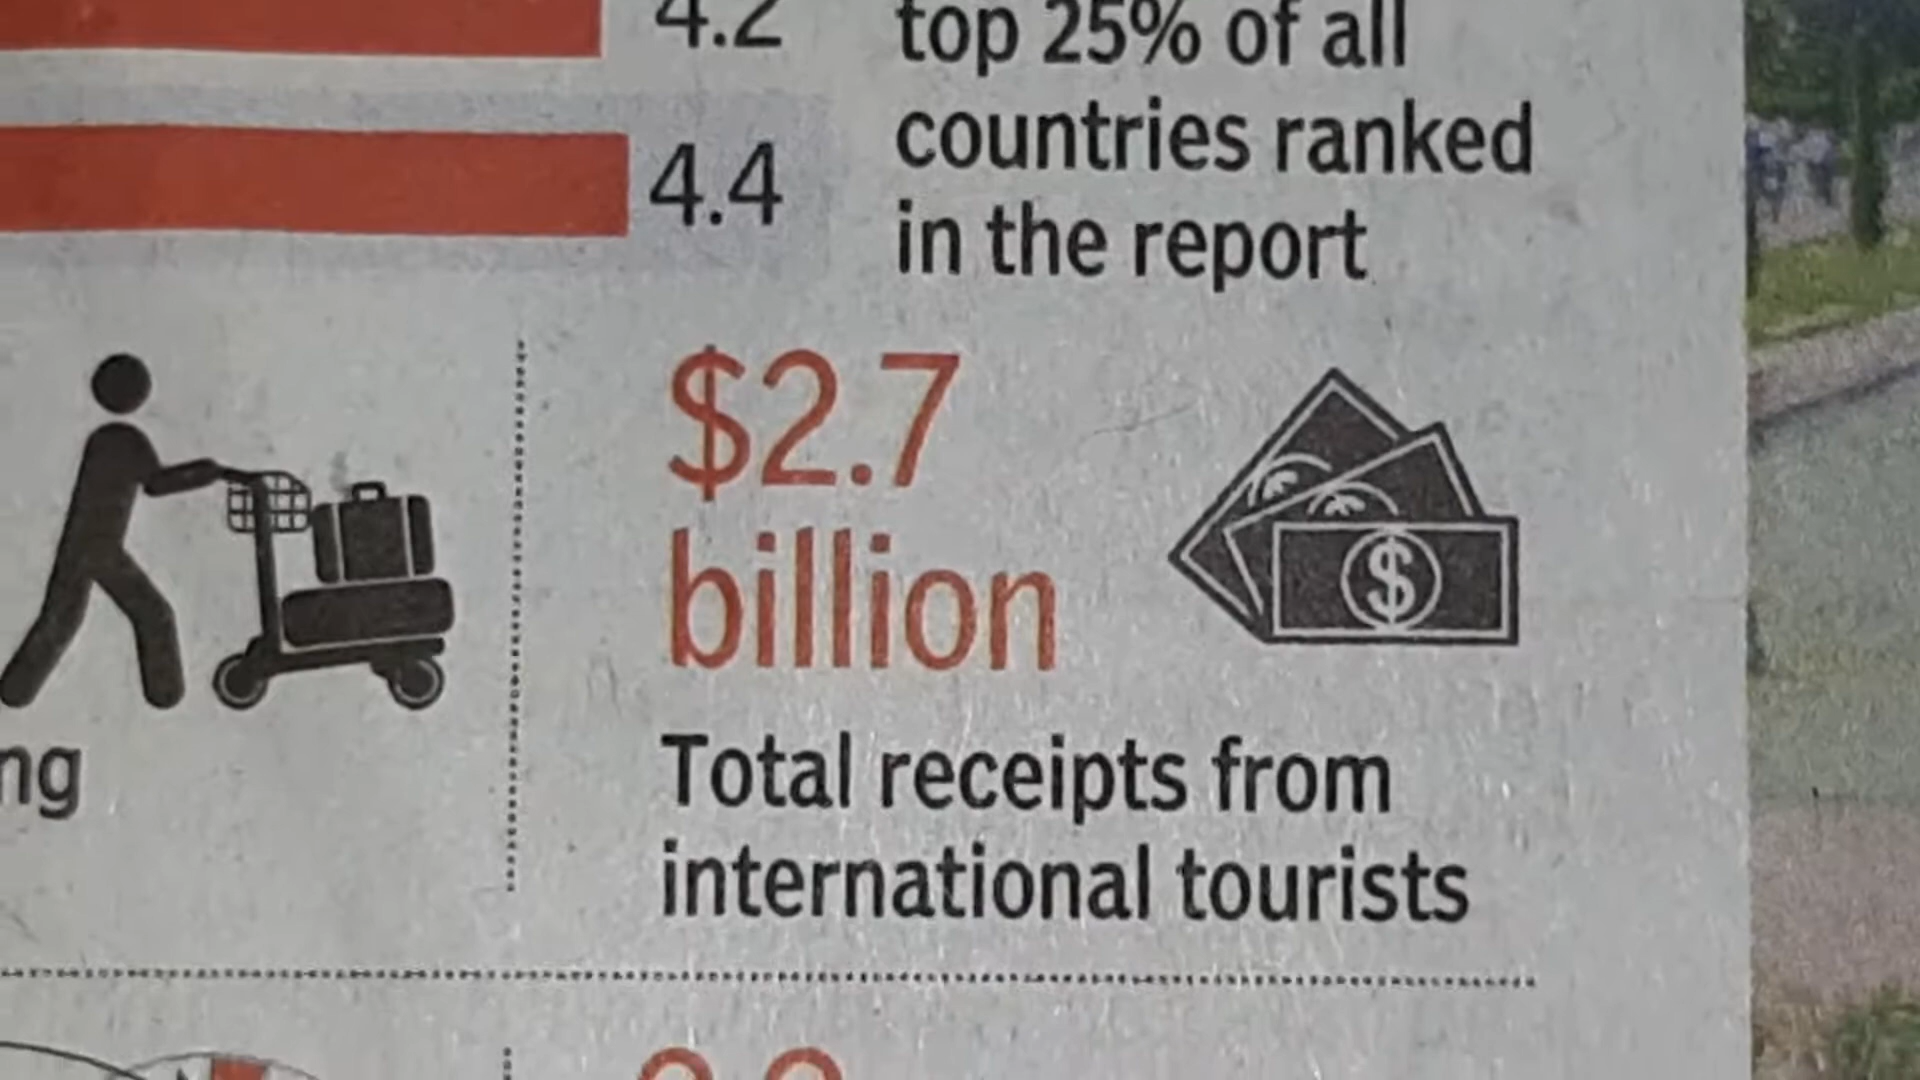 4.2
4.4
top 25% of all
countries ranked
in the report
ng
$2.7
billion
$
Total receipts from
international tourists